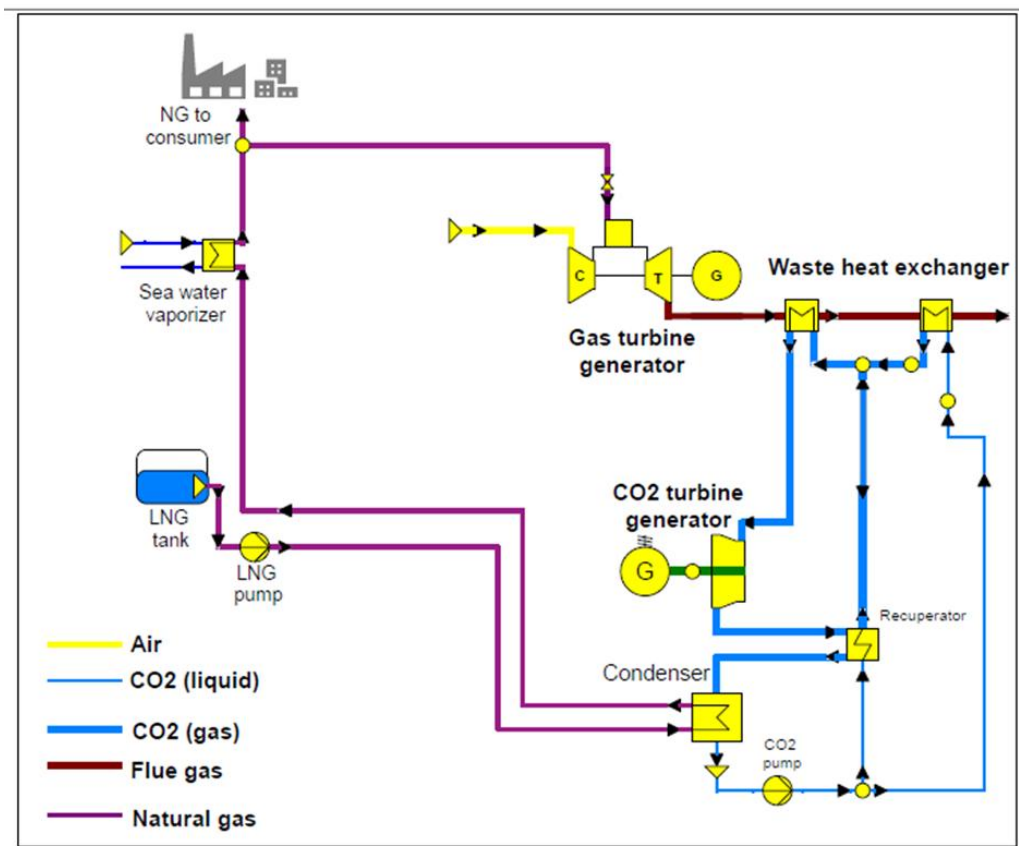 NG to
consumer
Sea water
vaporizer
C
T
G
Gas turbine
generator
Waste heat exchanger
LNG
tank
LNG
pump
CO2 turbine
generator
G
Recuperator
Condenser
CO2
pump
Air
CO2 (liquid)
CO2 (gas)
Flue gas
Natural gas